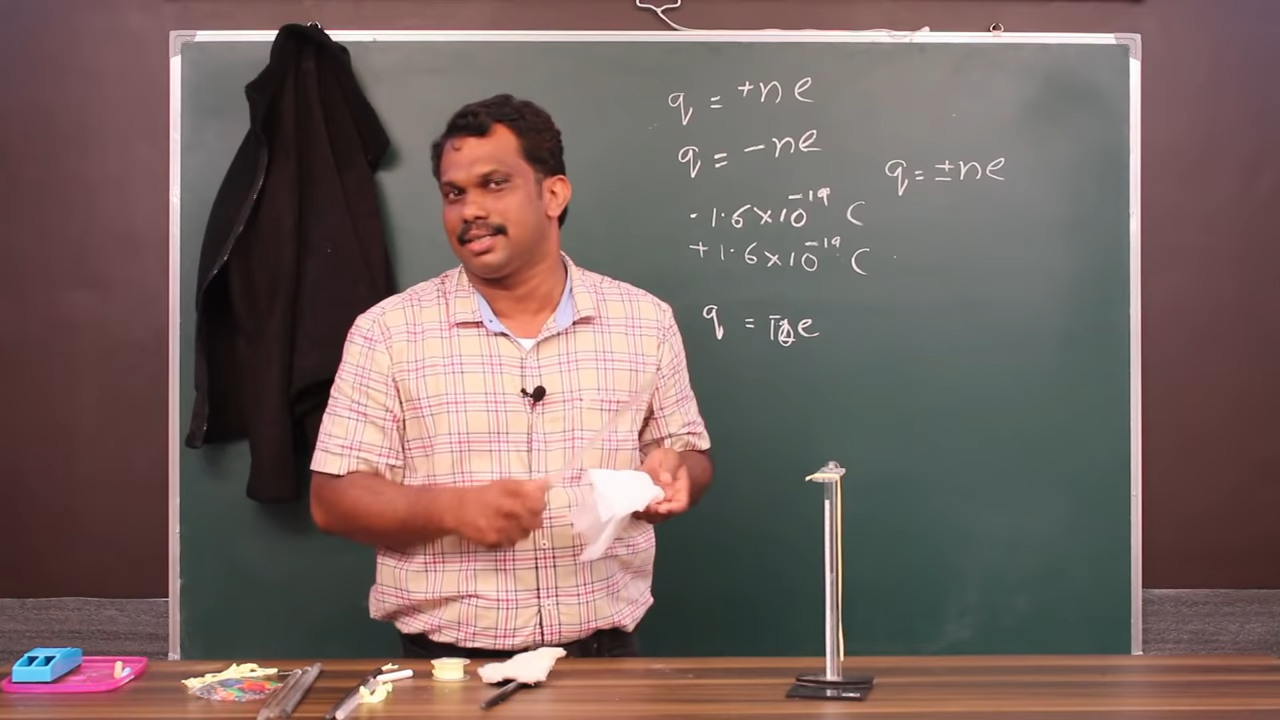 q = +ne
q = -ne
q = ±ne
-1.6×10⁻¹⁹ C
+1.6×10⁻¹⁹ C
q =